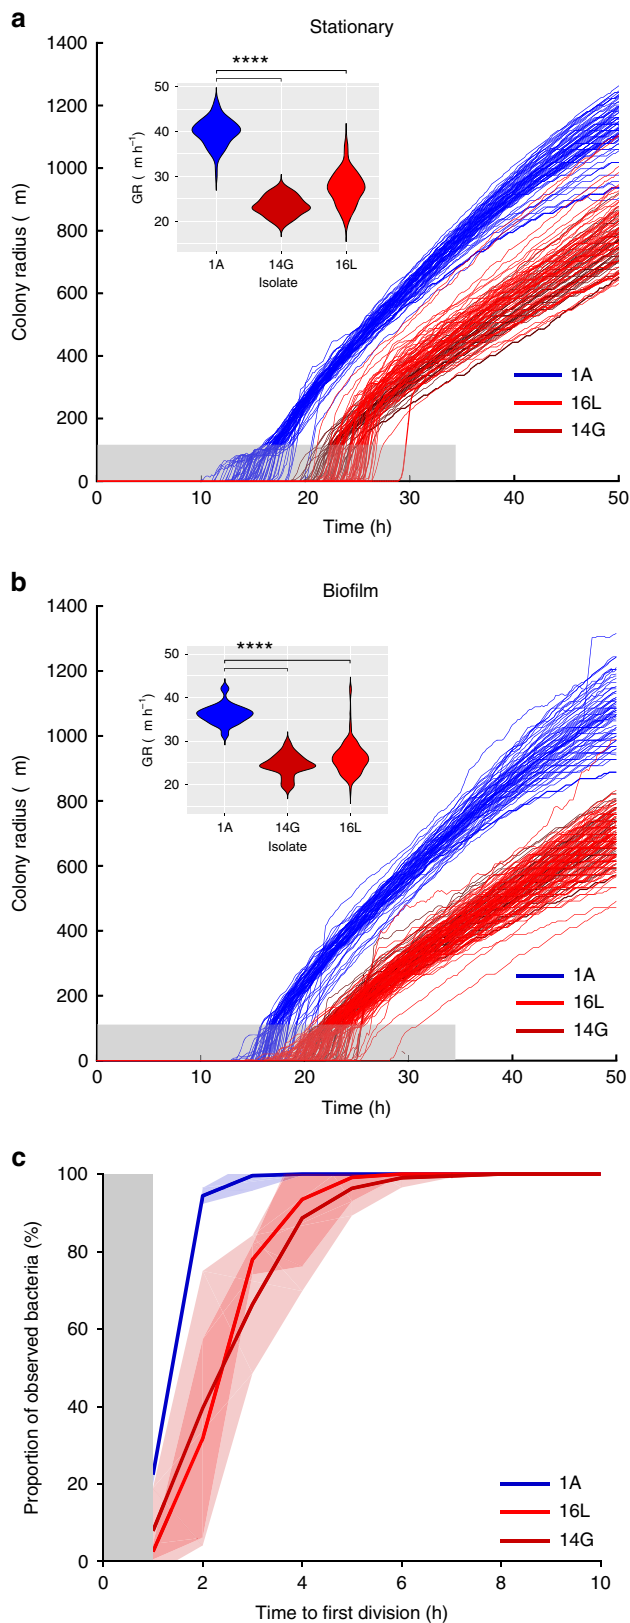 a
Stationary
1400
1200
1000
800
600
400
200
0
Colony radius ( m)
0 10 20 30 40 50
Time (h)
****
50
40
30
20
GR ( m h⁻¹)
1A 14G 16L
Isolate
1A
16L
14G
b
Biofilm
1400
1200
1000
800
600
400
200
0
Colony radius ( m)
0 10 20 30 40 50
Time (h)
****
50
40
30
20
GR ( m h⁻¹)
1A 14G 16L
Isolate
1A
16L
14G
c
100
80
60
40
20
0
Proportion of observed bacteria (%)
0 2 4 6 8 10
Time to first division (h)
1A
16L
14G